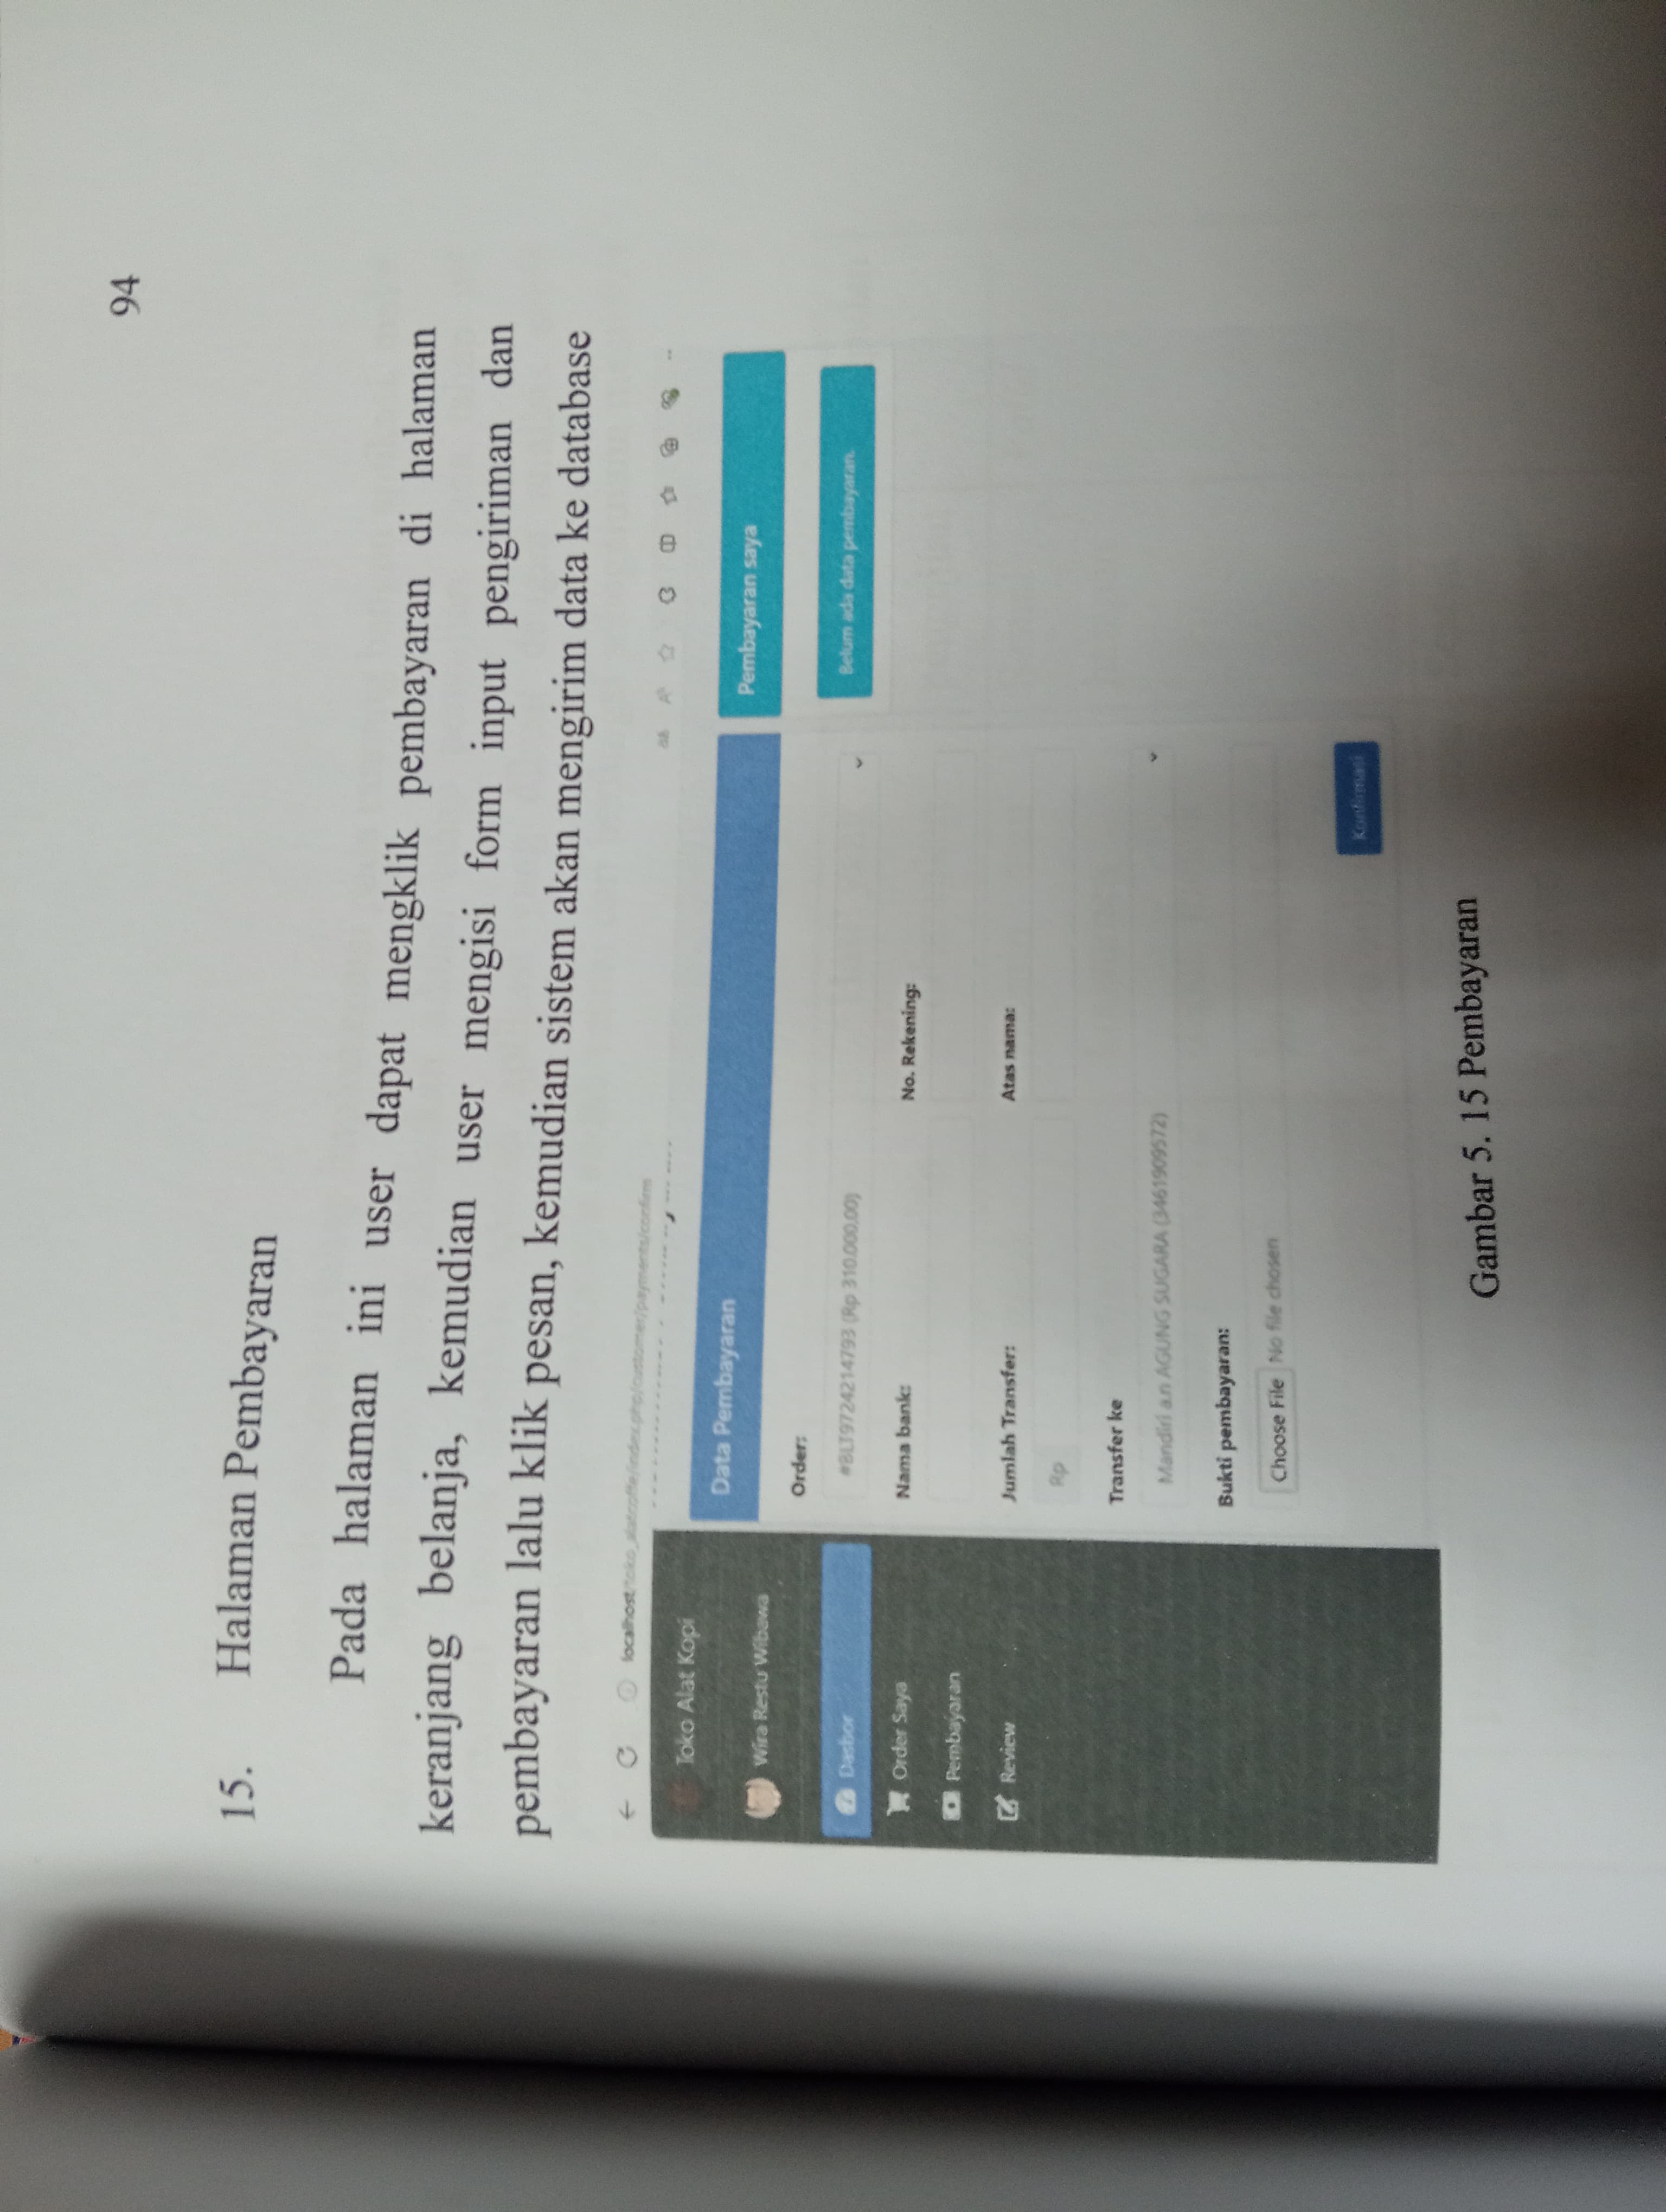 94
15. Halaman Pembayaran
Pada halaman ini user dapat mengklik pembayaran di halaman
keranjang belanja, kemudian user mengisi form input pengiriman dan
pembayaran lalu klik pesan, kemudian sistem akan mengirim data ke database
localhost/toko_alatcoffe/index.php/customer/payments/confirm
Toko Alat Kopi
Wira Restu Wibawa
Dasbor
Order Saya
Pembayaran
Review
Data Pembayaran
Order:
#BLT97242214793 (Rp 310.000,00)
Nama bank:
No. Rekening:
Jumlah Transfer:
Atas nama:
Rp
Transfer ke
Mandiri a.n AGUNG SUGARA (3461909572)
Bukti pembayaran:
Choose File No file chosen
Konfirmasi
Pembayaran saya
Belum ada data pembayaran.
Gambar 5. 15 Pembayaran